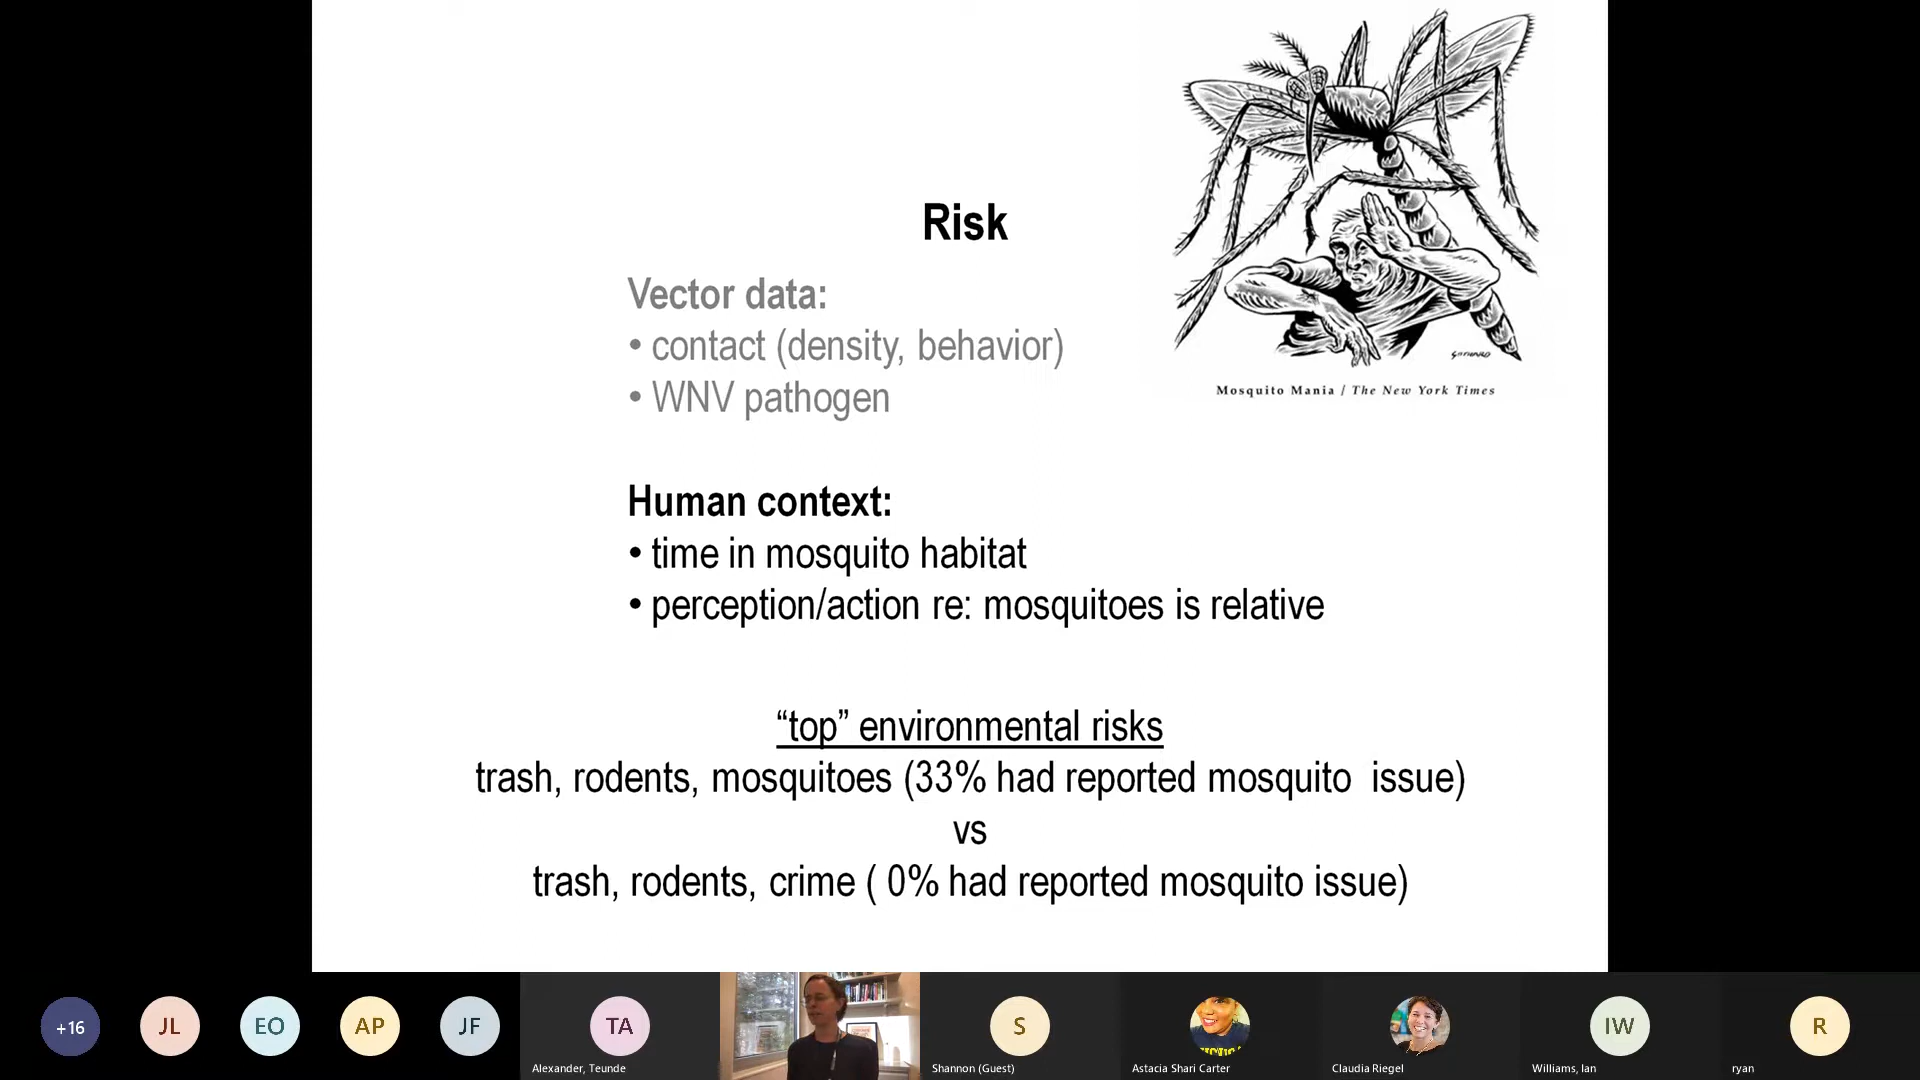 Risk
Vector data:
• contact (density, behavior)
• WNV pathogen
Mosquito Mania / The New York Times
Human context:
• time in mosquito habitat
• perception/action re: mosquitoes is relative
“top” environmental risks
trash, rodents, mosquitoes (33% had reported mosquito  issue)
vs
trash, rodents, crime ( 0% had reported mosquito issue)
+16
JL
EO
AP
JF
TA
S
IW
R
Alexander, Teunde
Shannon (Guest)
Astacia Shari Carter
Claudia Riegel
Williams, Ian
ryan